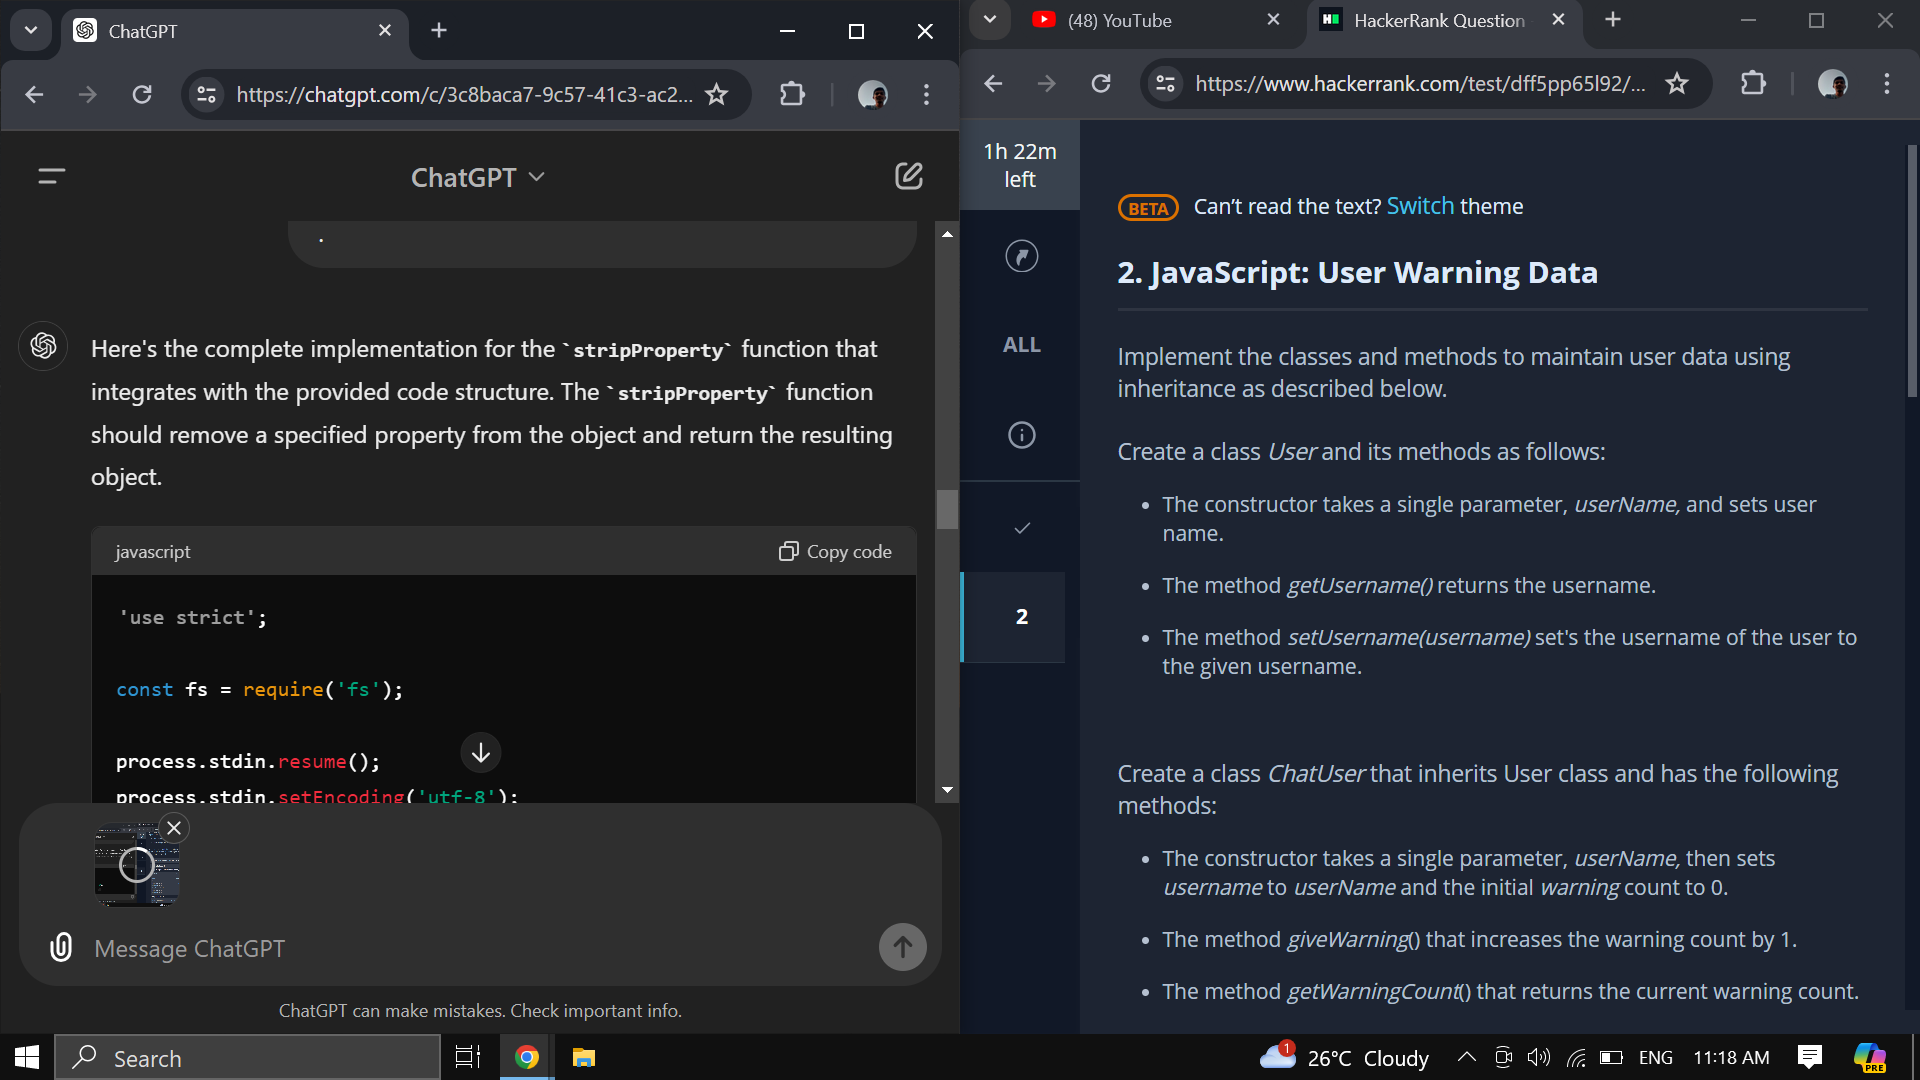 ChatGPT
https://chatgpt.com/c/3c8baca7-9c57-41c3-ac2...
ChatGPT
.
Here's the complete implementation for the `stripProperty` function that
integrates with the provided code structure. The `stripProperty` function
should remove a specified property from the object and return the resulting
object.
javascript
Copy code
'use strict';
const fs = require('fs');
process.stdin.resume();
process.stdin.setEncoding('utf-8');
Message ChatGPT
ChatGPT can make mistakes. Check important info.
(48) YouTube
HackerRank Question
https://www.hackerrank.com/test/dff5pp65l92/...
1h 22m
left
ALL
2
BETA Can't read the text? Switch theme
2. JavaScript: User Warning Data
Implement the classes and methods to maintain user data using
inheritance as described below.
Create a class User and its methods as follows:
• The constructor takes a single parameter, userName, and sets user
name.
• The method getUsername() returns the username.
• The method setUsername(username) set's the username of the user to
the given username.
Create a class ChatUser that inherits User class and has the following
methods:
• The constructor takes a single parameter, userName, then sets
username to userName and the initial warning count to 0.
• The method giveWarning() that increases the warning count by 1.
• The method getWarningCount() that returns the current warning count.
Search
1
26°C Cloudy
ENG
11:18 AM
PRE